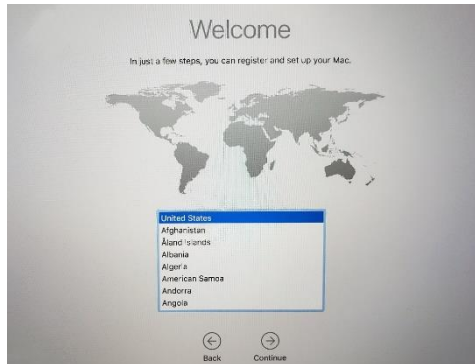 Welcome
In just a few steps, you can register and set up your Mac.
United States
Afghanistan
Åland Islands
Albania
Algeria
American Samoa
Andorra
Angola
Back
Continue